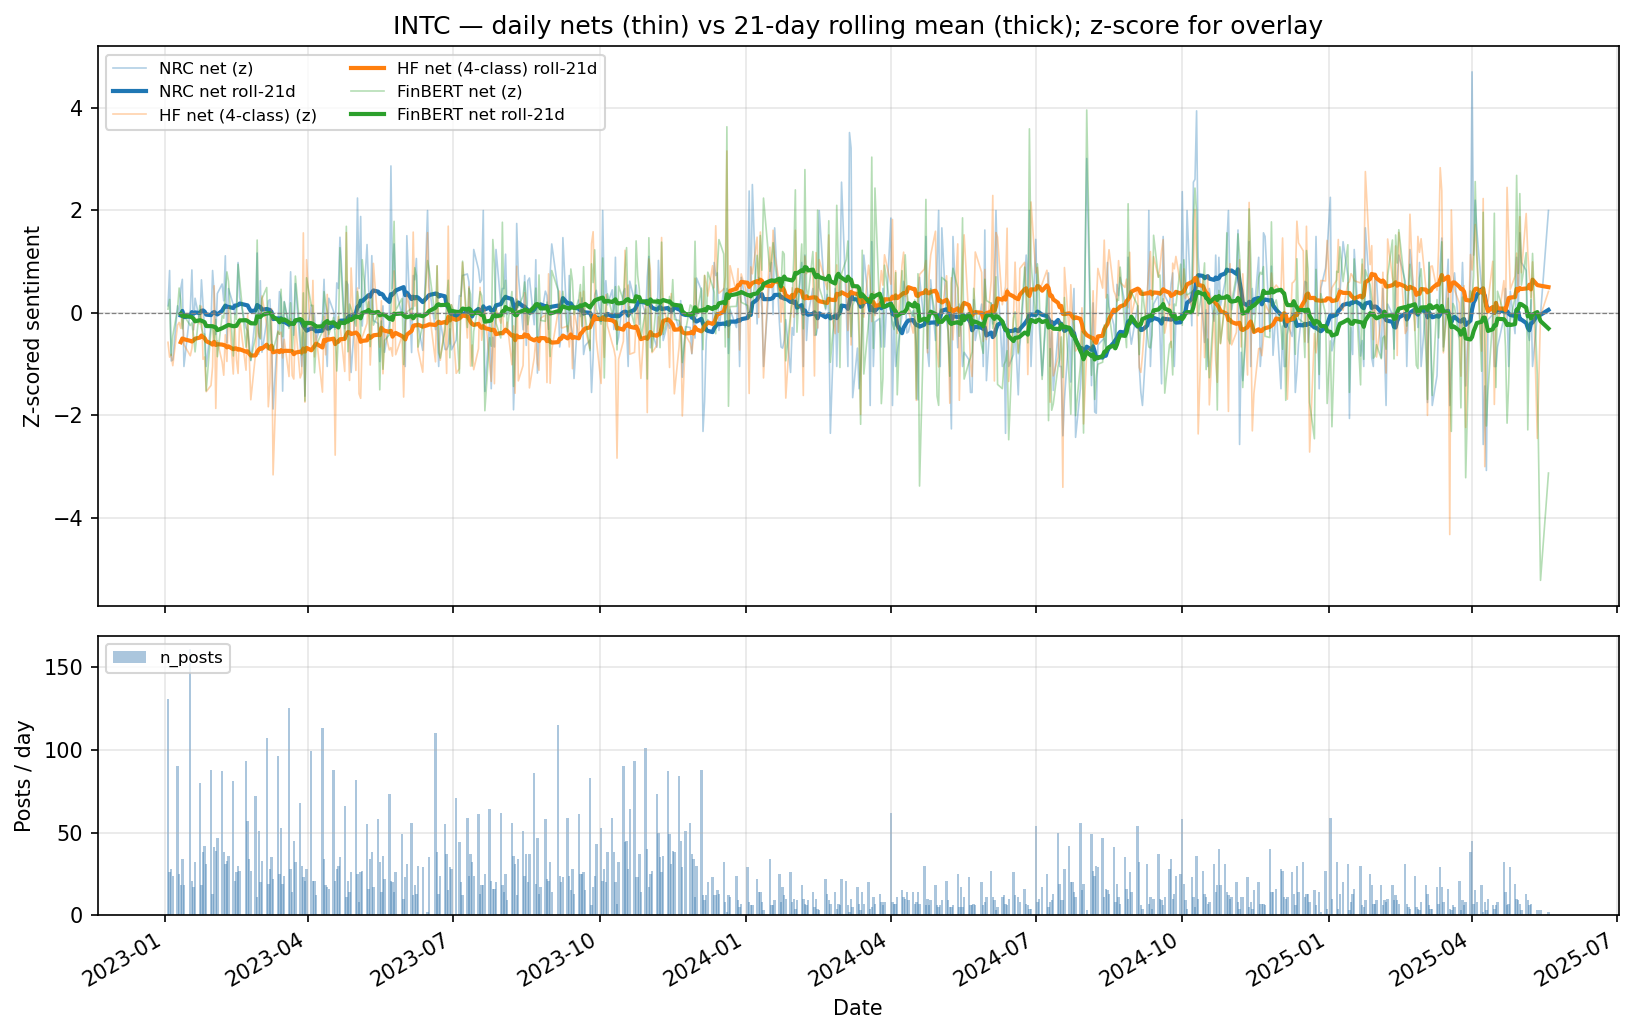 INTC — daily nets (thin) vs 21-day rolling mean (thick); z-score for overlay
NRC net (z)
NRC net roll-21d
HF net (4-class) (z)
HF net (4-class) roll-21d
FinBERT net (z)
FinBERT net roll-21d
Z-scored sentiment
4
2
0
−2
−4
n_posts
Posts / day
150
100
50
0
2023-01
2023-04
2023-07
2023-10
2024-01
2024-04
2024-07
2024-10
2025-01
2025-04
2025-07
Date